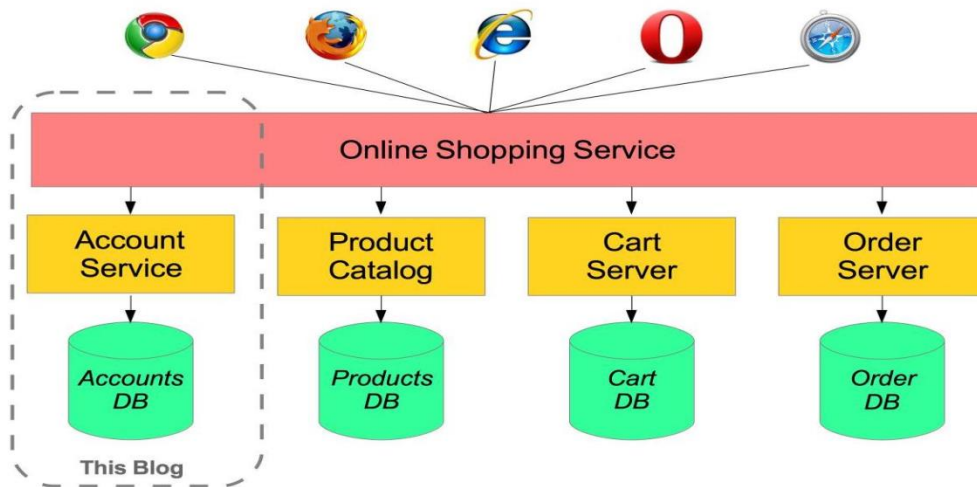 Online Shopping Service
Account
Service
Product
Catalog
Cart
Server
Order
Server
Accounts
DB
Products
DB
Cart
DB
Order
DB
This Blog